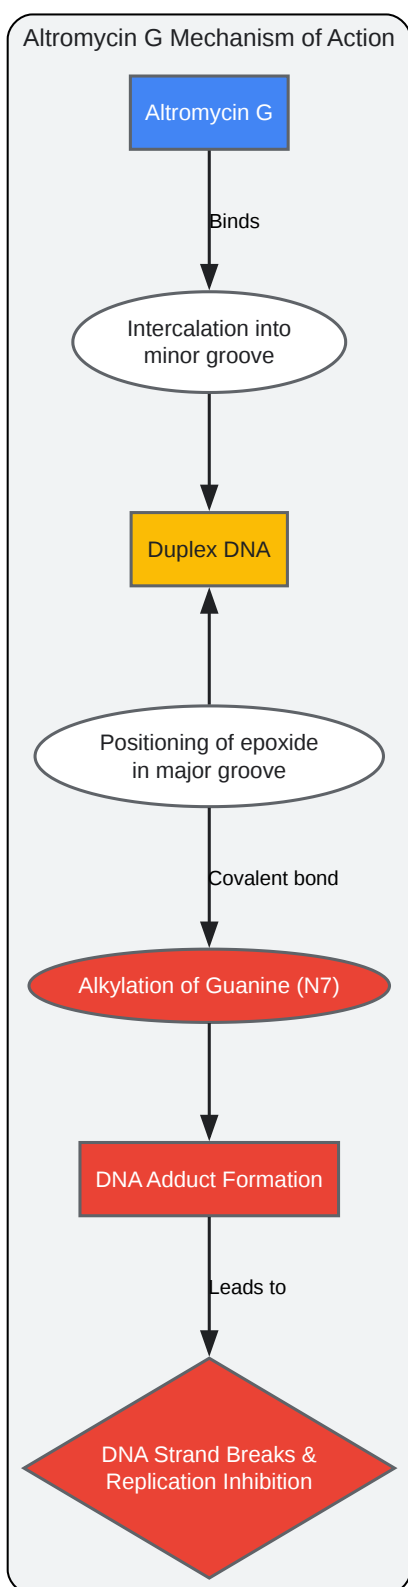 Altromycin G Mechanism of Action
Altromycin G
Binds
Intercalation into
minor groove
Duplex DNA
Positioning of epoxide
in major groove
Covalent bond
Alkylation of Guanine (N7)
DNA Adduct Formation
Leads to
DNA Strand Breaks &
Replication Inhibition